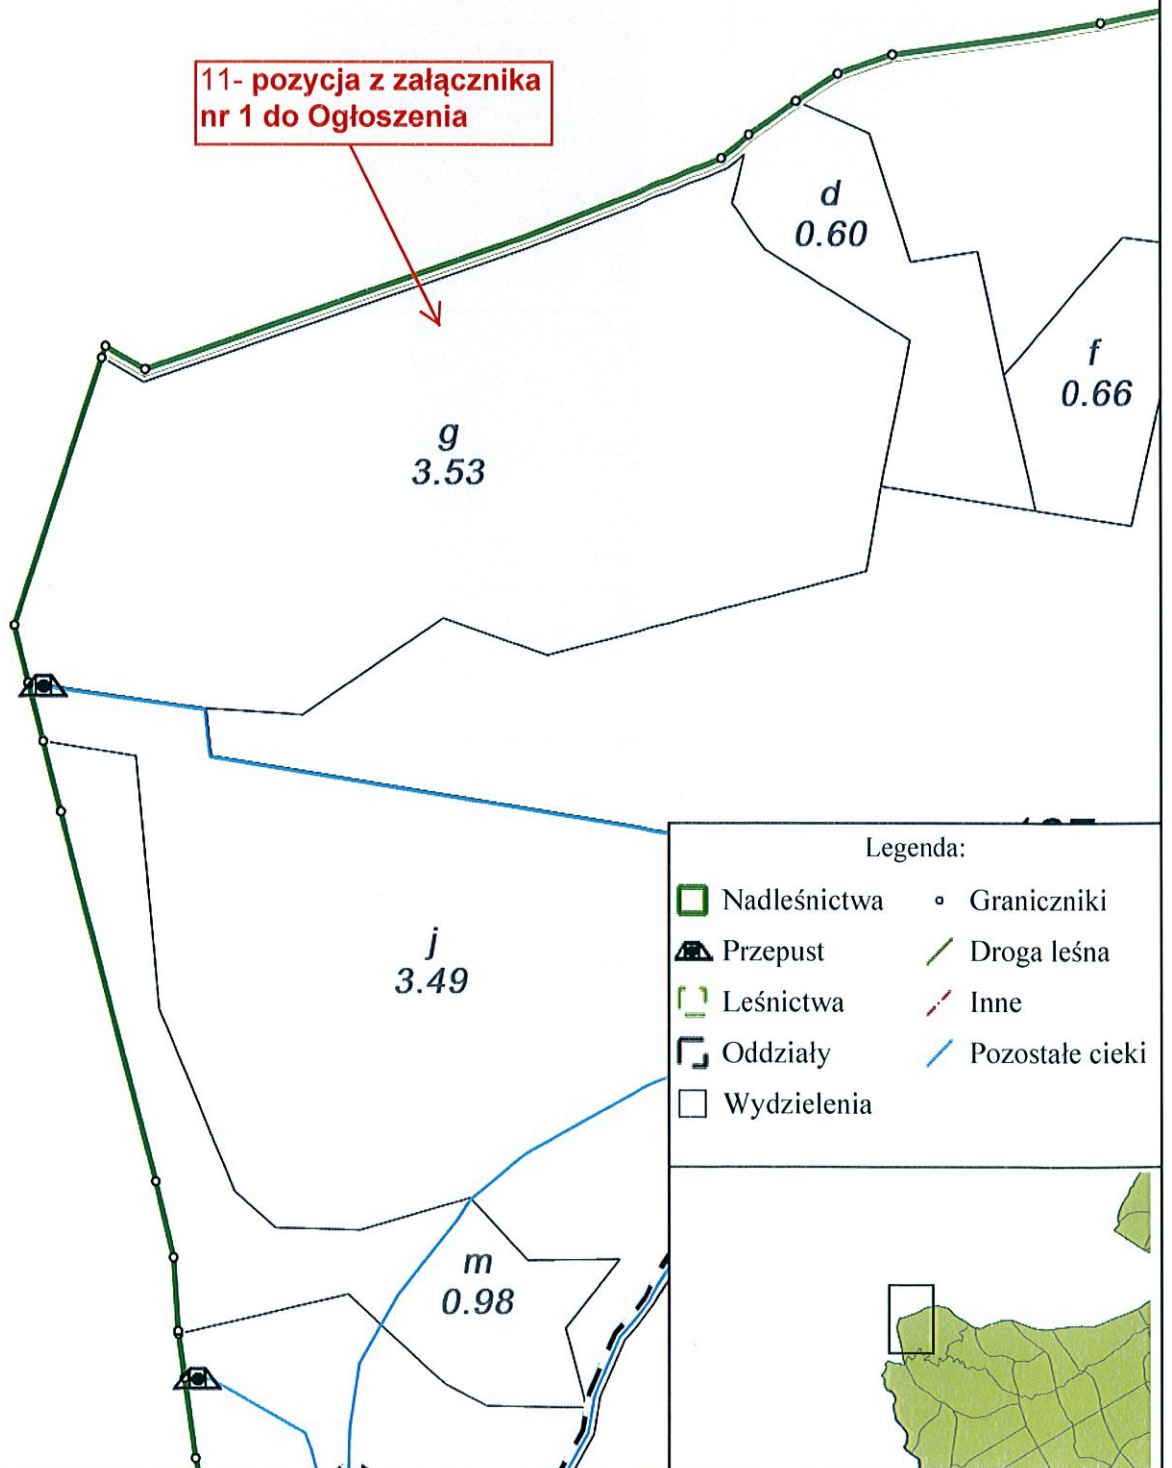 11- pozycja z załącznika
nr 1 do Ogłoszenia
d
0.60
f
0.66
g
3.53
j
3.49
m
0.98
Legenda:
Nadleśnictwa
Graniczniki
Przepust
Droga leśna
Leśnictwa
Inne
Oddziały
Pozostałe cieki
Wydzielenia